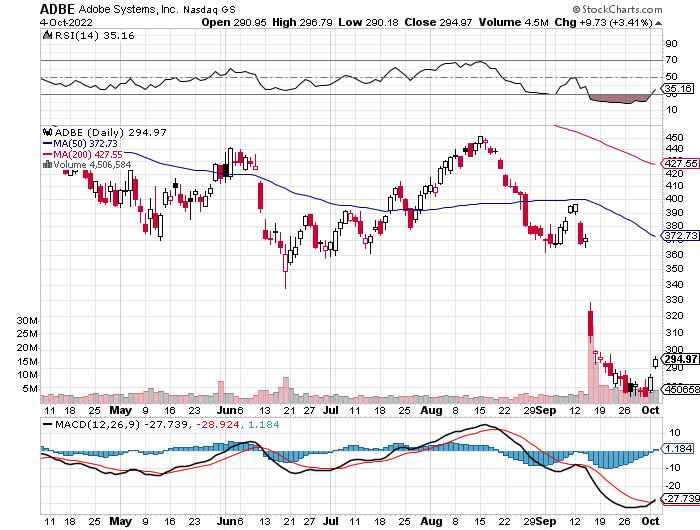 ADBE Adobe Systems, Inc. Nasdaq GS © StockCharts.com
4-Oct-2022 Open 290.95 High 296.79 Low 290.18 Close 294.97 Volume 4.5M Chg +9.73 (+3.41%)
RSI(14) 35.16
90
70
50
35.16
30
10
ADBE (Daily) 294.97
MA(50) 372.73
MA(200) 427.55
Volume 4,506,584
450
440
430
427.55
420
410
400
390
380
372.73
370
360
350
340
330
320
310
300
294.97
290
30M
25M
20M
15M
10M
5M
450658
11 18 25 May 9 16 23 Jun 6 13 21 27 Jul 11 18 25 Aug 8 15 22 29 Sep 12 19 26 Oct
MACD(12,26,9) -27.739, -28.924, 1.184
10
1.184
-10
-20
-27.739
11 18 25 May 9 16 23 Jun 6 13 21 27 Jul 11 18 25 Aug 8 15 22 29 Sep 12 19 26 Oct